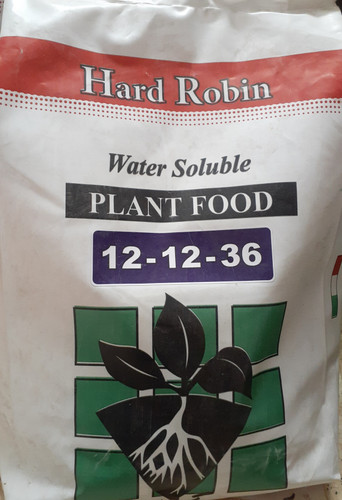 Hard Robin
Water Soluble
PLANT FOOD
12-12-36